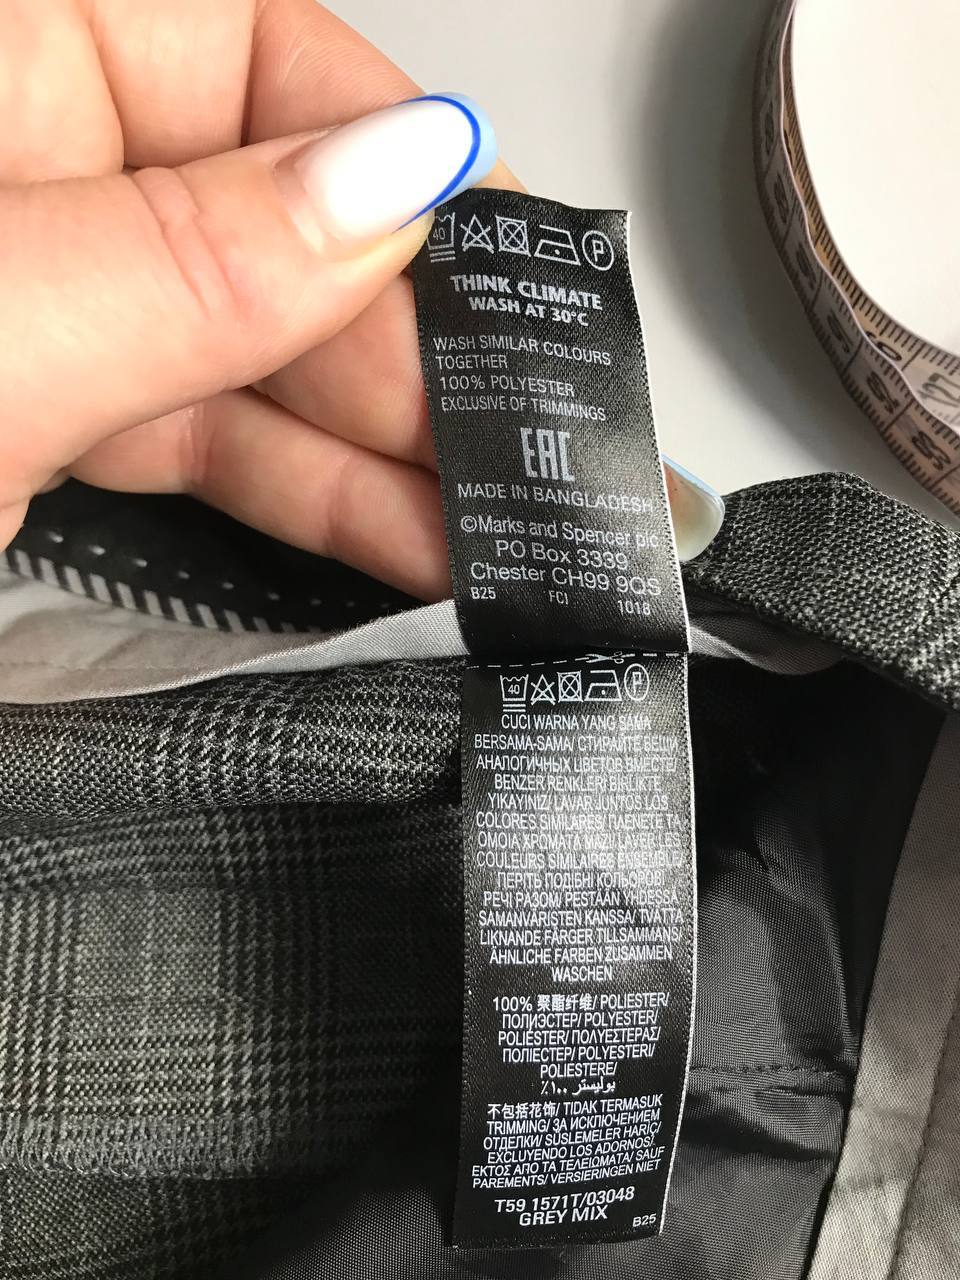 40 P
THINK CLIMATE
WASH AT 30°C
WASH SIMILAR COLOURS
TOGETHER
100% POLYESTER
EXCLUSIVE OF TRIMMINGS
EAC
MADE IN BANGLADESH
©Marks and Spencer plc
PO Box 3339
Chester CH99 9QS
B25 FCI 1018
40 P
CUCI WARNA YANG SAMA
BERSAMA-SAMA/ СТИРАЙТЕ ВЕЩИ
АНАЛОГИЧНЫХ ЦВЕТОВ ВМЕСТЕ/
BENZER RENKLERİ BİRLİKTE
YIKAYINIZ/ LAVAR JUNTOS LOS
COLORES SIMILARES/ ΠΛΕΝΕΤΕ ΤΑ
ΟΜΟΙΑ ΧΡΩΜΑΤΑ ΜΑΖΙ/ LAVER LES
COULEURS SIMILAIRES ENSEMBLE/
ПЕРІТЬ ПОДІБНІ КОЛЬОРОВІ
РЕЧІ РАЗОМ/ PESTÄÄN YHDESSÄ
SAMANVÄRISTEN KANSSA/ TVÄTTA
LIKNANDE FÄRGER TILLSAMMANS/
ÄHNLICHE FARBEN ZUSAMMEN
WASCHEN
100% 聚酯纤维/ POLIESTER/
ПОЛИЭСТЕР/ POLYESTER/
POLIÉSTER/ ΠΟΛΥΕΣΤΕΡΑΣ/
ПОЛІЕСТЕР/ POLYESTERI/
POLIESTERE/
بوليستر ١٠٠٪
不包括花饰/ TIDAK TERMASUK
TRIMMING/ ЗА ИСКЛЮЧЕНИЕМ
ОТДЕЛКИ/ SÜSLEMELER HARİÇ/
EXCLUYENDO LOS ADORNOS/
ΕΚΤΟΣ ΑΠΟ ΤΑ ΤΕΛΕΙΩΜΑΤΑ/ SAUF
PAREMENTS/ VERSIERINGEN NIET
T59 1571T/03048
GREY MIX
B25